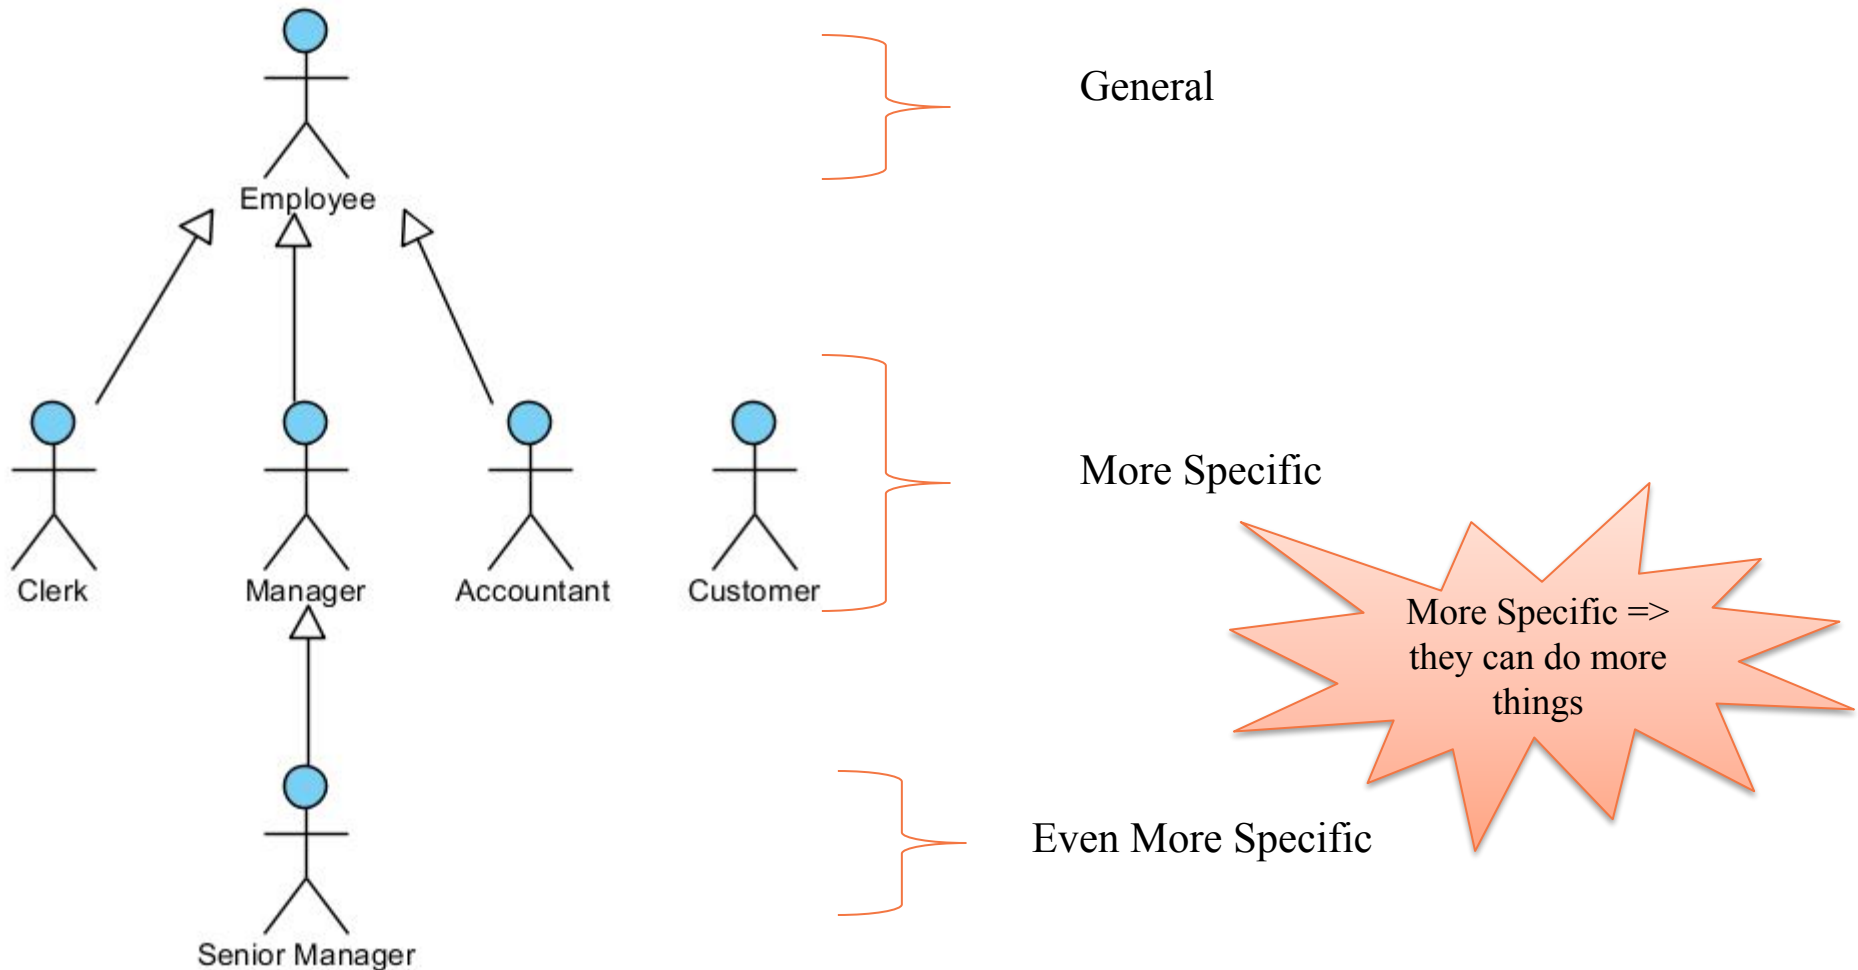 Employee
General
Clerk
Manager
Accountant
Customer
More Specific
More Specific =>
they can do more
things
Senior Manager
Even More Specific